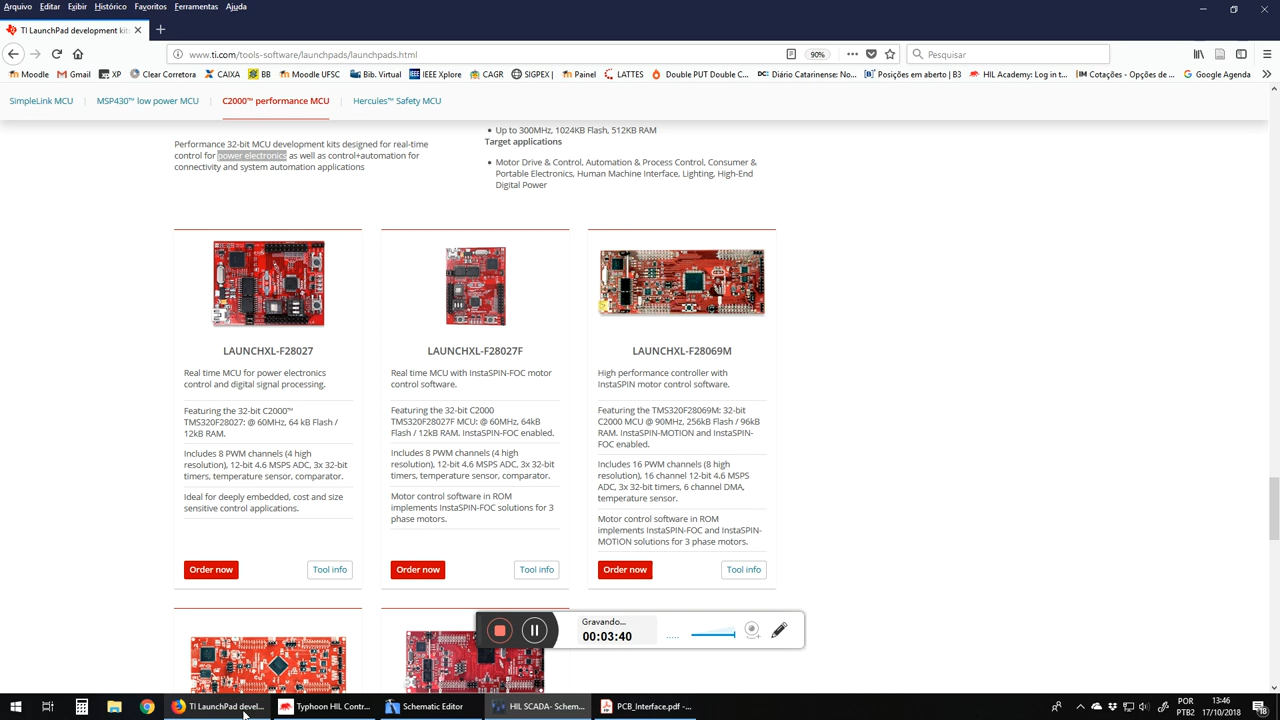 Arquivo Editar Exibir Histórico Favoritos Ferramentas Ajuda
TI LaunchPad development kit
www.ti.com/tools-software/launchpads/launchpads.html 90% Pesquisar
Moodle Gmail XP Clear Corretora CAIXA BB Moodle UFSC Bib. Virtual IEEE Xplore CAGR SIGPEX | Painel LATTES Double PUT Double C... Diário Catarinense: No... Posições em aberto | B3 HIL Academy: Log in t... Cotações - Opções de ... Google Agenda
SimpleLink MCU | MSP430™ low power MCU | C2000™ performance MCU | Hercules™ Safety MCU
Performance 32-bit MCU development kits designed for real-time
control for power electronics as well as control+automation for
connectivity and system automation applications
• Up to 300MHz, 1024KB Flash, 512KB RAM
Target applications
• Motor Drive & Control, Automation & Process Control, Consumer &
Portable Electronics, Human Machine Interface, Lighting, High-End
Digital Power
LAUNCHXL-F28027
Real time MCU for power electronics
control and digital signal processing.
Featuring the 32-bit C2000™
TMS320F28027: @ 60MHz, 64 kB Flash /
12kB RAM.
Includes 8 PWM channels (4 high
resolution), 12-bit 4.6 MSPS ADC, 3x 32-bit
timers, temperature sensor, comparator.
Ideal for deeply embedded, cost and size
sensitive control applications.
Order now Tool info
LAUNCHXL-F28027F
Real time MCU with InstaSPIN-FOC motor
control software.
Featuring the 32-bit C2000
TMS320F28027F MCU: @ 60MHz, 64kB
Flash / 12kB RAM. InstaSPIN-FOC enabled.
Includes 8 PWM channels (4 high
resolution), 12-bit 4.6 MSPS ADC, 3x 32-bit
timers, temperature sensor, comparator.
Motor control software in ROM
implements InstaSPIN-FOC solutions for 3
phase motors.
Order now Tool info
LAUNCHXL-F28069M
High performance controller with
InstaSPIN motor control software.
Featuring the TMS320F28069M: 32-bit
C2000 MCU @ 90MHz, 256kB Flash / 96kB
RAM. InstaSPIN-MOTION and InstaSPIN-
FOC enabled.
Includes 16 PWM channels (8 high
resolution), 16 channel 12-bit 4.6 MSPS
ADC, 3x 32-bit timers, 6 channel DMA,
temperature sensor.
Motor control software in ROM
implements InstaSPIN-FOC and InstaSPIN-
MOTION solutions for 3 phase motors.
Order now Tool info
Gravando...
00:03:40
TI LaunchPad devel... Typhoon HIL Contr... Schematic Editor HIL SCADA- Schem... PCB_Interface.pdf -...
POR
PTB2
13:46
17/10/2018
18